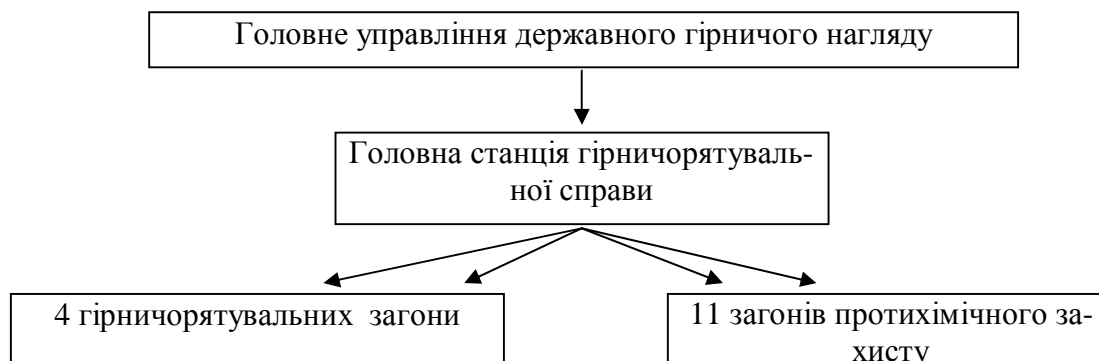 Головне управління державного гірничого нагляду
Головна станція гірничорятуваль-
ної справи
4 гірничорятувальних загони
11 загонів протихімічного за-
хисту